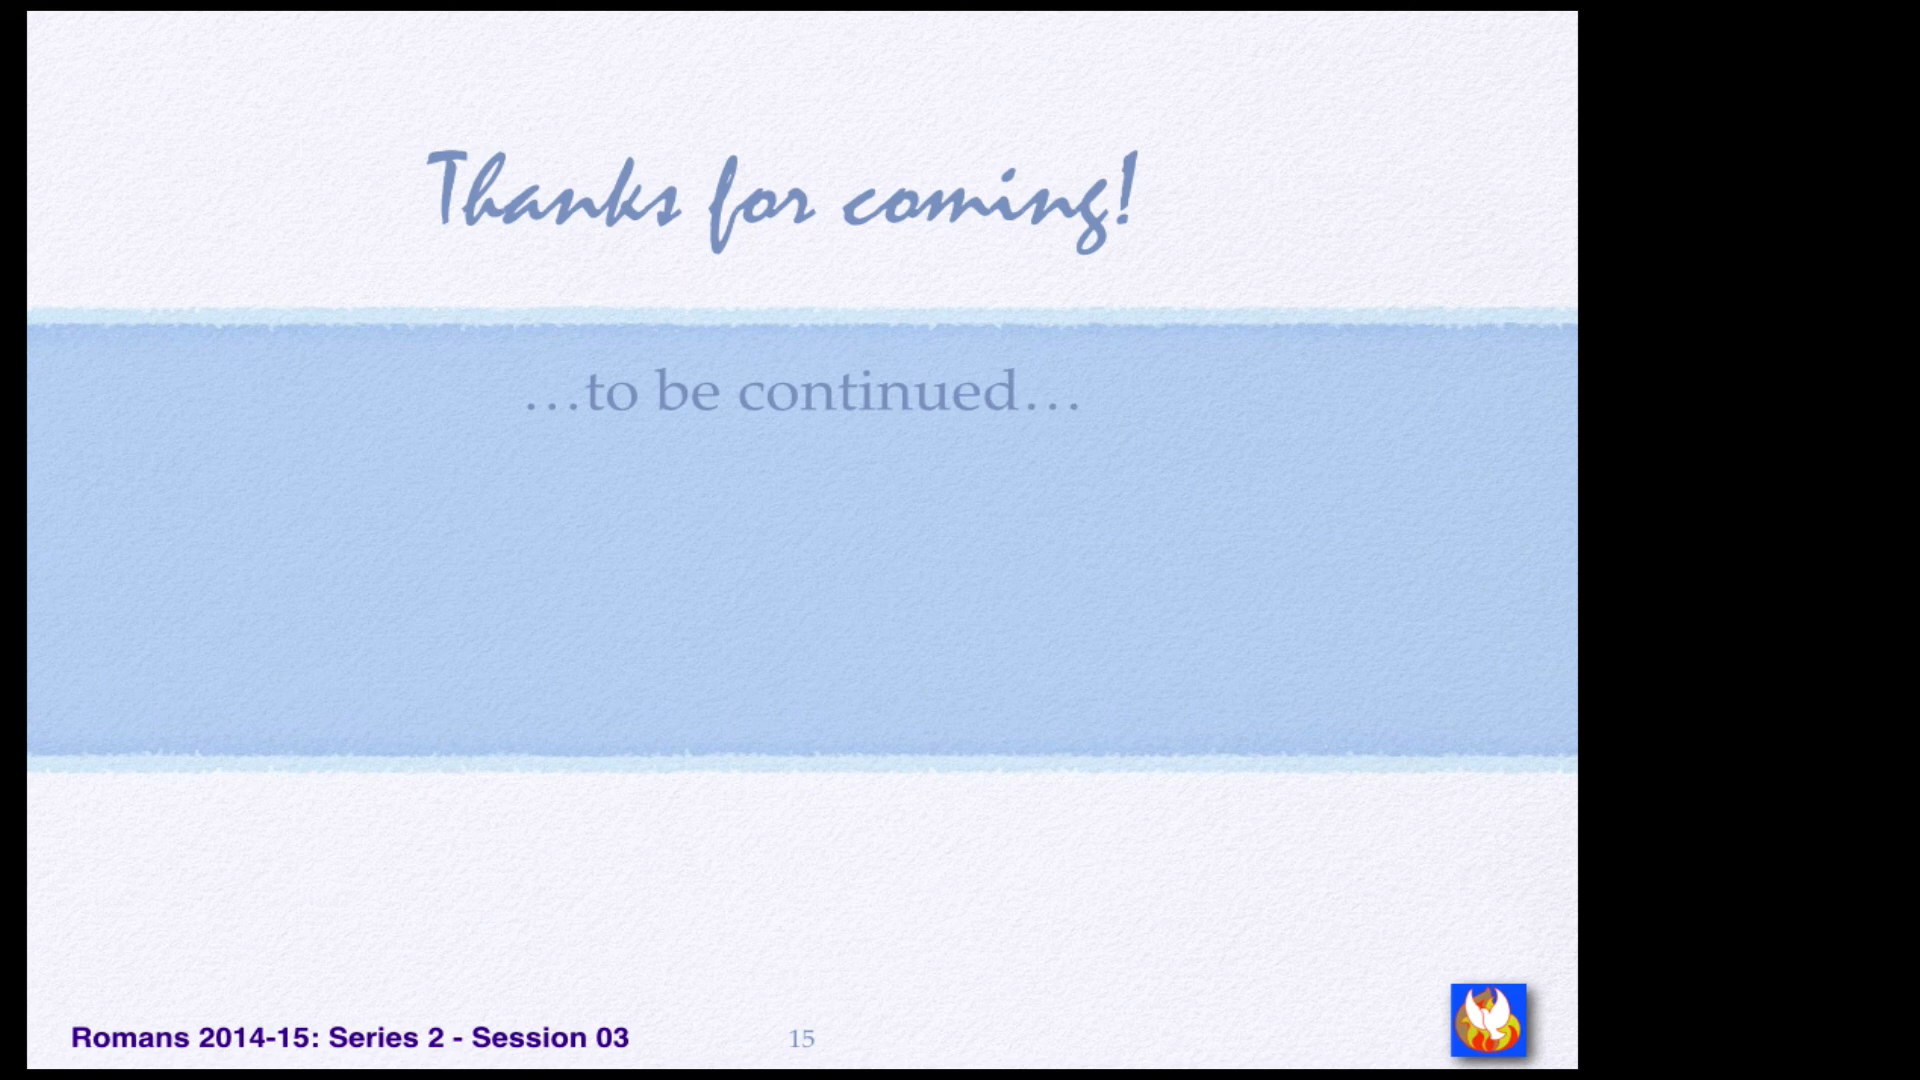 Thanks for coming!
…to be continued…
Romans 2014-15: Series 2 - Session 03
15